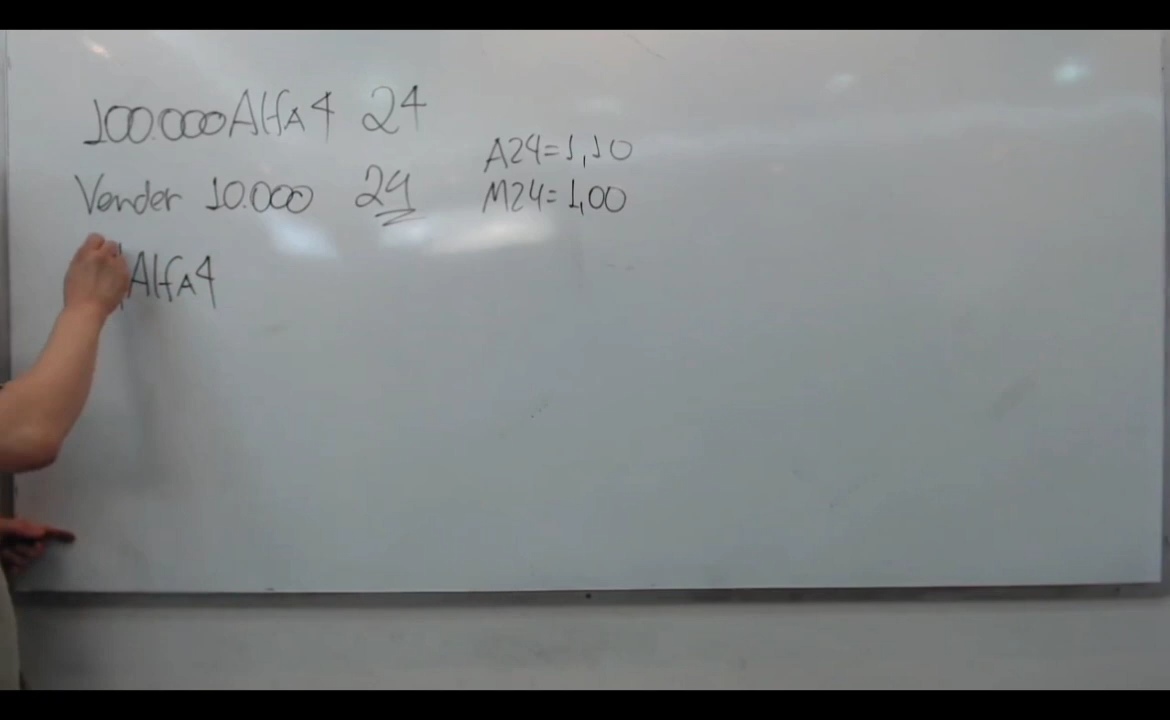 100.000 Alfa4 24
Vender 10.000 24
A24=1,10
M24=1,00
Alfa4